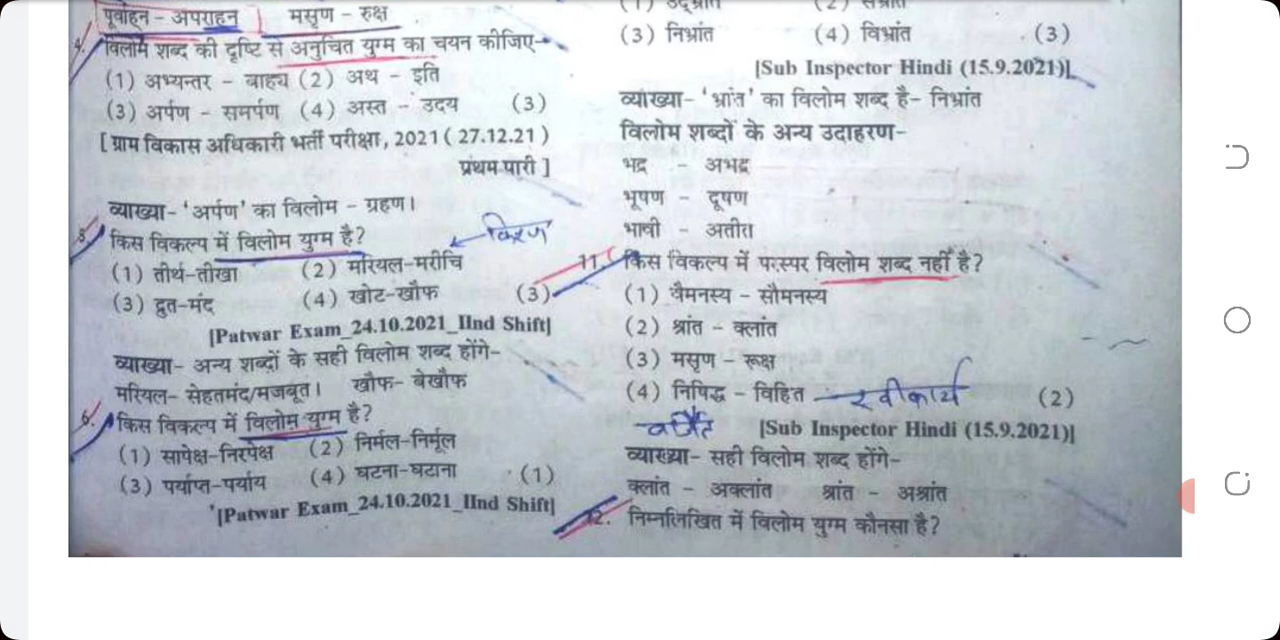 पूर्वाह्न - अपराह्न मसृण - रुक्ष
4. विलोम शब्द की दृष्टि से अनुचित युग्म का चयन कीजिए-
(1) अभ्यन्तर - बाह्य (2) अथ - इति
(3) अर्पण - समर्पण (4) अस्त - उदय (3)
[ ग्राम विकास अधिकारी भर्ती परीक्षा, 2021 ( 27.12.21 )
प्रथम पारी ]
व्याख्या- 'अर्पण' का विलोम - ग्रहण।
5. किस विकल्प में विलोम युग्म है?
(1) तीर्थ-तीखा (2) मरियल-मरीचि
(3) द्रुत-मंद (4) खोट-खौफ (3)
[Patwar Exam_24.10.2021_IInd Shift]
व्याख्या- अन्य शब्दों के सही विलोम शब्द होंगे-
मरियल- सेहतमंद/मजबूत। खौफ- बेखौफ
6. किस विकल्प में विलोम युग्म है?
(1) सापेक्ष-निरपेक्ष (2) निर्मल-निर्मूल
(3) पर्याप्त-पर्याय (4) घटना-घटाना (1)
[Patwar Exam_24.10.2021_IInd Shift]
(3) निभ्रांत (4) विभ्रांत (3)
[Sub Inspector Hindi (15.9.2021)]
व्याख्या- 'भ्रांत' का विलोम शब्द है- निभ्रांत
विलोम शब्दों के अन्य उदाहरण-
भद्र - अभद्र
भूषण - दूषण
भावी - अतीत
11. किस विकल्प में परस्पर विलोम शब्द नहीं है?
(1) वैमनस्य - सौमनस्य
(2) श्रांत - क्लांत
(3) मसृण - रूक्ष
(4) निषिद्ध - विहित स्वीकार्य (2)
वर्जित [Sub Inspector Hindi (15.9.2021)]
व्याख्या- सही विलोम शब्द होंगे-
क्लांत - अक्लांत श्रांत - अश्रांत
12. निम्नलिखित में विलोम युग्म कौनसा है?